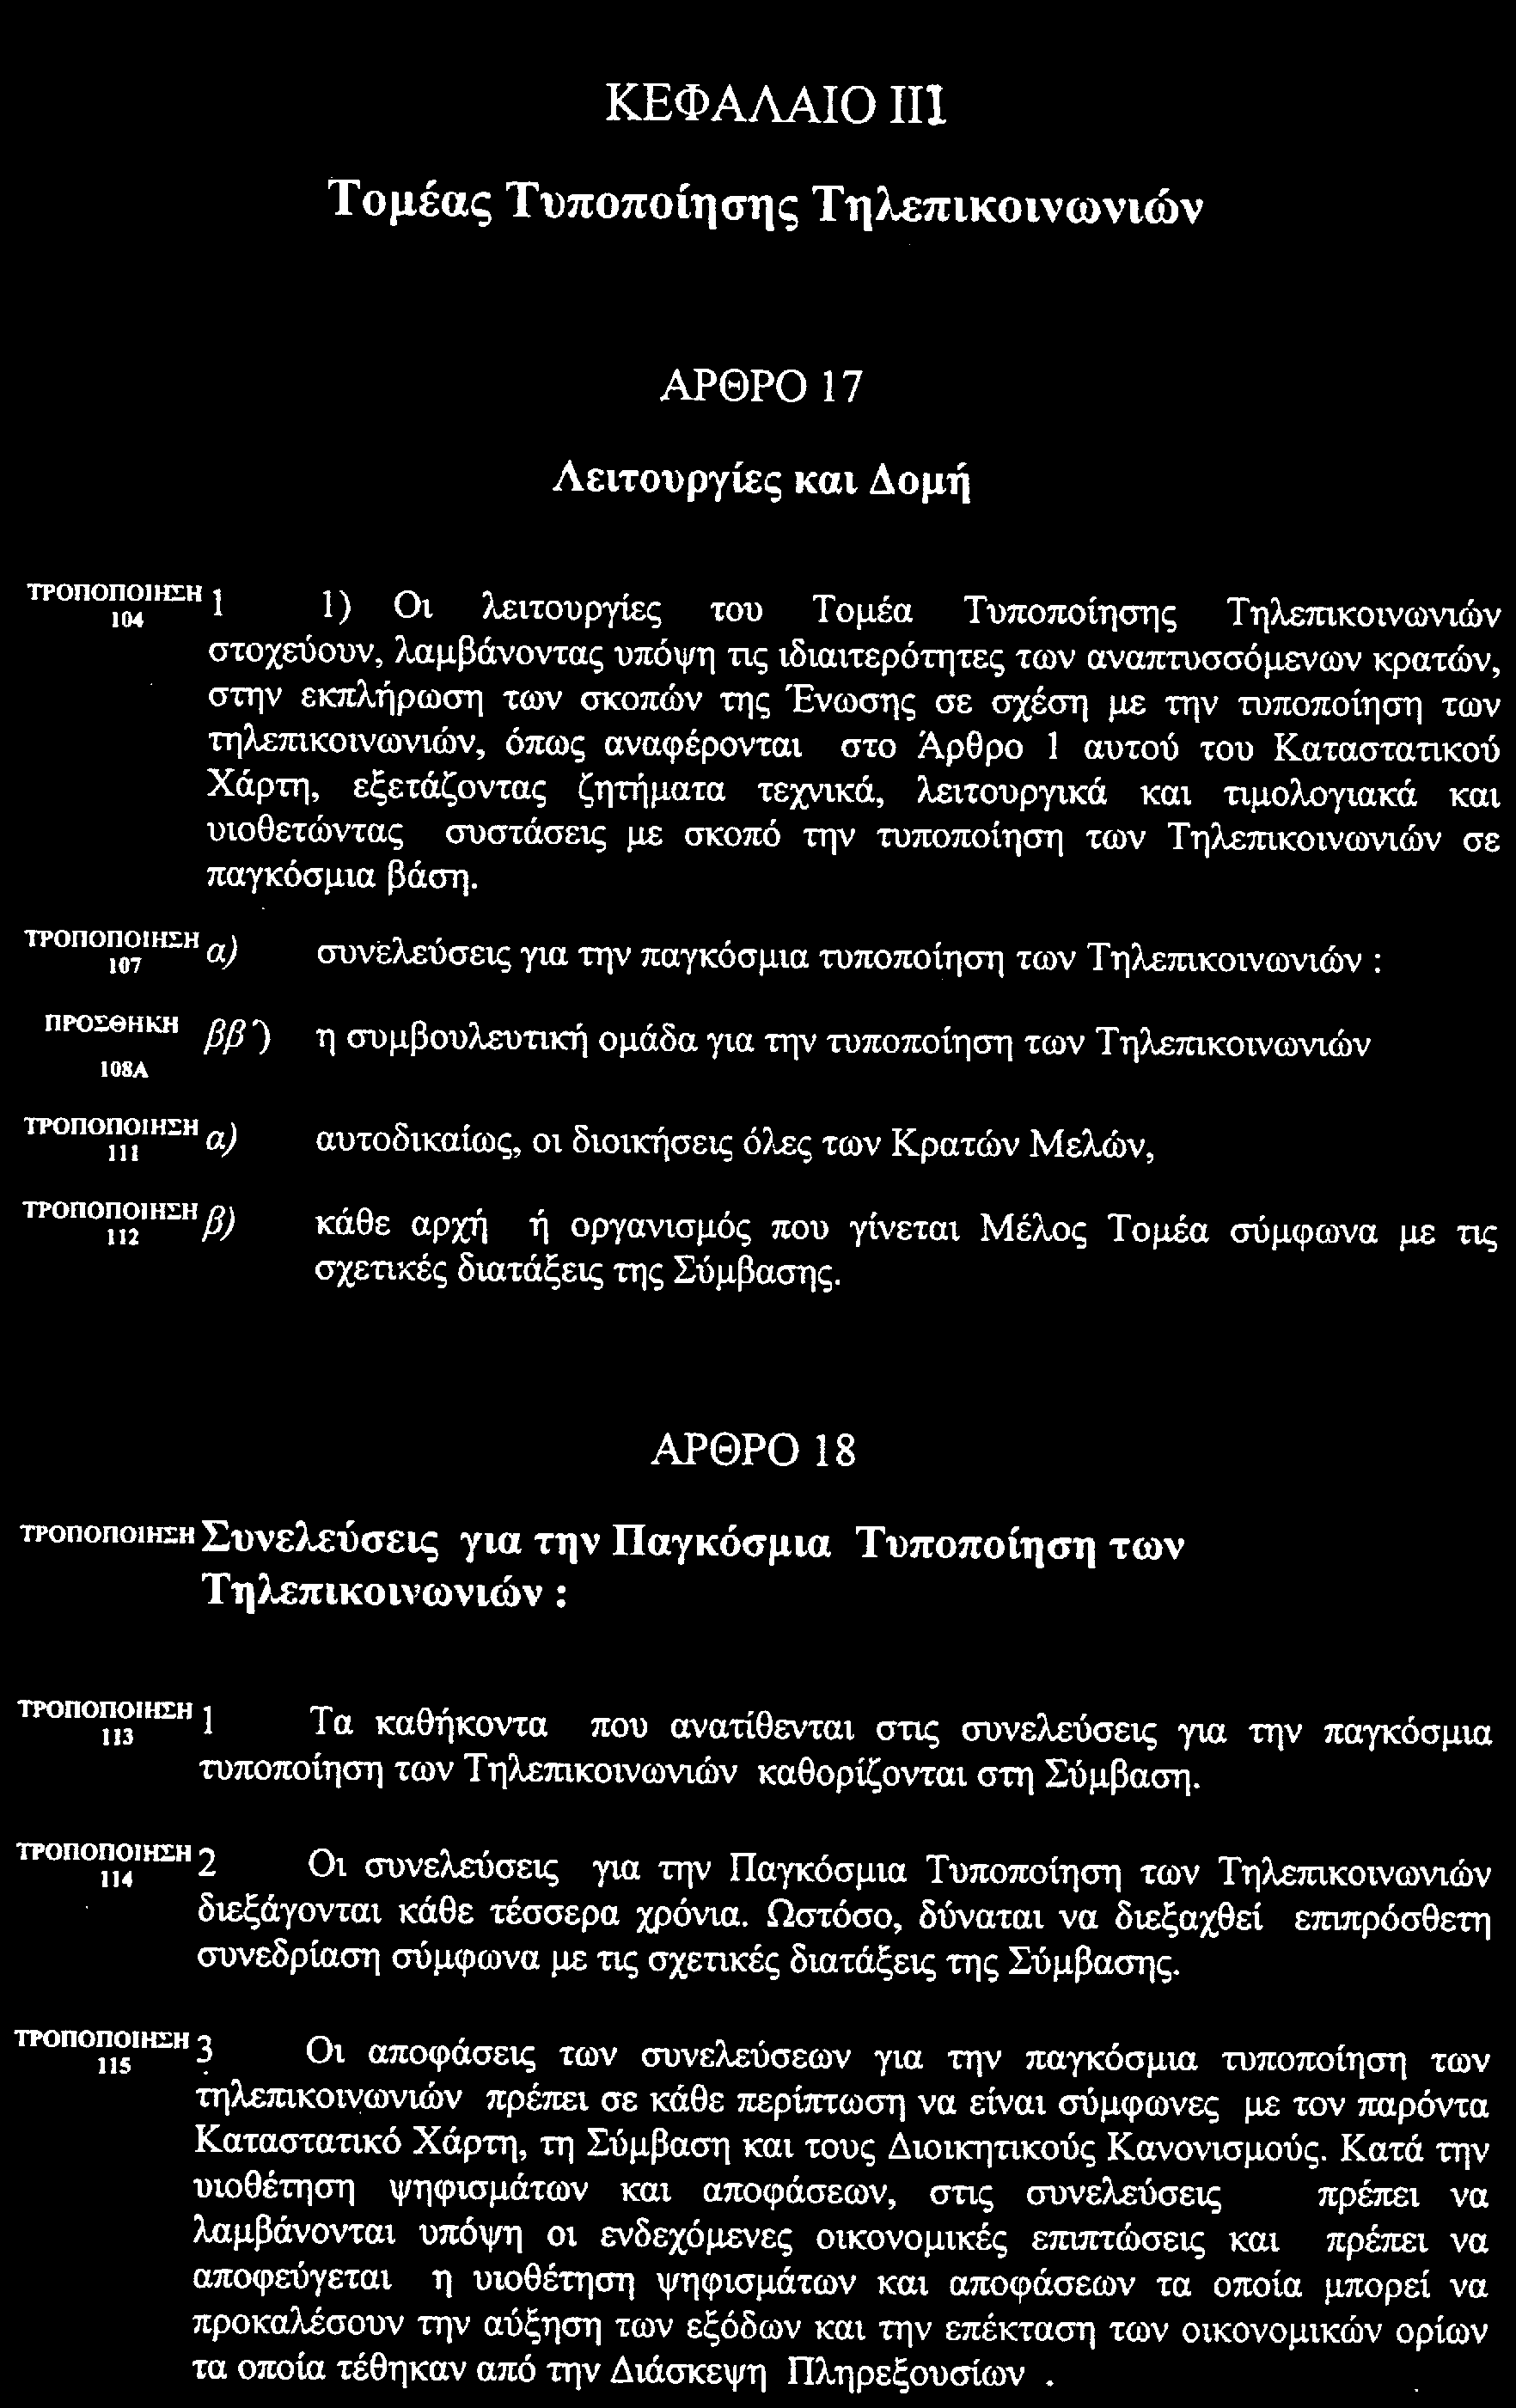 ΚΕΦΑΛΑΙΟ ΙΙΙ
Τομέας Τυποποίησης Τηλεπικοινωνιών
ΑΡΘΡΟ 17
Λειτουργίες και Δομή
ΤΡΟΠΟΠΟΙΗΣΗ 1 1) Οι λειτουργίες του Τομέα Τυποποίησης Τηλεπικοινωνιών
104
στοχεύουν, λαμβάνοντας υπόψη τις ιδιαιτερότητες των αναπτυσσόμενων κρατών,
στην εκπλήρωση των σκοπών της Ένωσης σε σχέση με την τυποποίηση των
τηλεπικοινωνιών, όπως αναφέρονται στο Άρθρο 1 αυτού του Καταστατικού
Χάρτη, εξετάζοντας ζητήματα τεχνικά, λειτουργικά και τιμολογιακά και
υιοθετώντας συστάσεις με σκοπό την τυποποίηση των Τηλεπικοινωνιών σε
παγκόσμια βάση.
ΤΡΟΠΟΠΟΙΗΣΗ α) συνελεύσεις για την παγκόσμια τυποποίηση των Τηλεπικοινωνιών :
107
ΠΡΟΣΘΗΚΗ ββ') η συμβουλευτική ομάδα για την τυποποίηση των Τηλεπικοινωνιών
108Α
ΤΡΟΠΟΠΟΙΗΣΗ α) αυτοδικαίως, οι διοικήσεις όλες των Κρατών Μελών,
111
ΤΡΟΠΟΠΟΙΗΣΗ β) κάθε αρχή ή οργανισμός που γίνεται Μέλος Τομέα σύμφωνα με τις
112
σχετικές διατάξεις της Σύμβασης.
ΑΡΘΡΟ 18
ΤΡΟΠΟΠΟΙΗΣΗ Συνελεύσεις για την Παγκόσμια Τυποποίηση των
Τηλεπικοινωνιών :
ΤΡΟΠΟΠΟΙΗΣΗ 1 Τα καθήκοντα που ανατίθενται στις συνελεύσεις για την παγκόσμια
113
τυποποίηση των Τηλεπικοινωνιών καθορίζονται στη Σύμβαση.
ΤΡΟΠΟΠΟΙΗΣΗ 2 Οι συνελεύσεις για την Παγκόσμια Τυποποίηση των Τηλεπικοινωνιών
114
διεξάγονται κάθε τέσσερα χρόνια. Ωστόσο, δύναται να διεξαχθεί επιπρόσθετη
συνεδρίαση σύμφωνα με τις σχετικές διατάξεις της Σύμβασης.
ΤΡΟΠΟΠΟΙΗΣΗ 3 Οι αποφάσεις των συνελεύσεων για την παγκόσμια τυποποίηση των
115
τηλεπικοινωνιών πρέπει σε κάθε περίπτωση να είναι σύμφωνες με τον παρόντα
Καταστατικό Χάρτη, τη Σύμβαση και τους Διοικητικούς Κανονισμούς. Κατά την
υιοθέτηση ψηφισμάτων και αποφάσεων, στις συνελεύσεις πρέπει να
λαμβάνονται υπόψη οι ενδεχόμενες οικονομικές επιπτώσεις και πρέπει να
αποφεύγεται η υιοθέτηση ψηφισμάτων και αποφάσεων τα οποία μπορεί να
προκαλέσουν την αύξηση των εξόδων και την επέκταση των οικονομικών ορίων
τα οποία τέθηκαν από την Διάσκεψη Πληρεξουσίων .